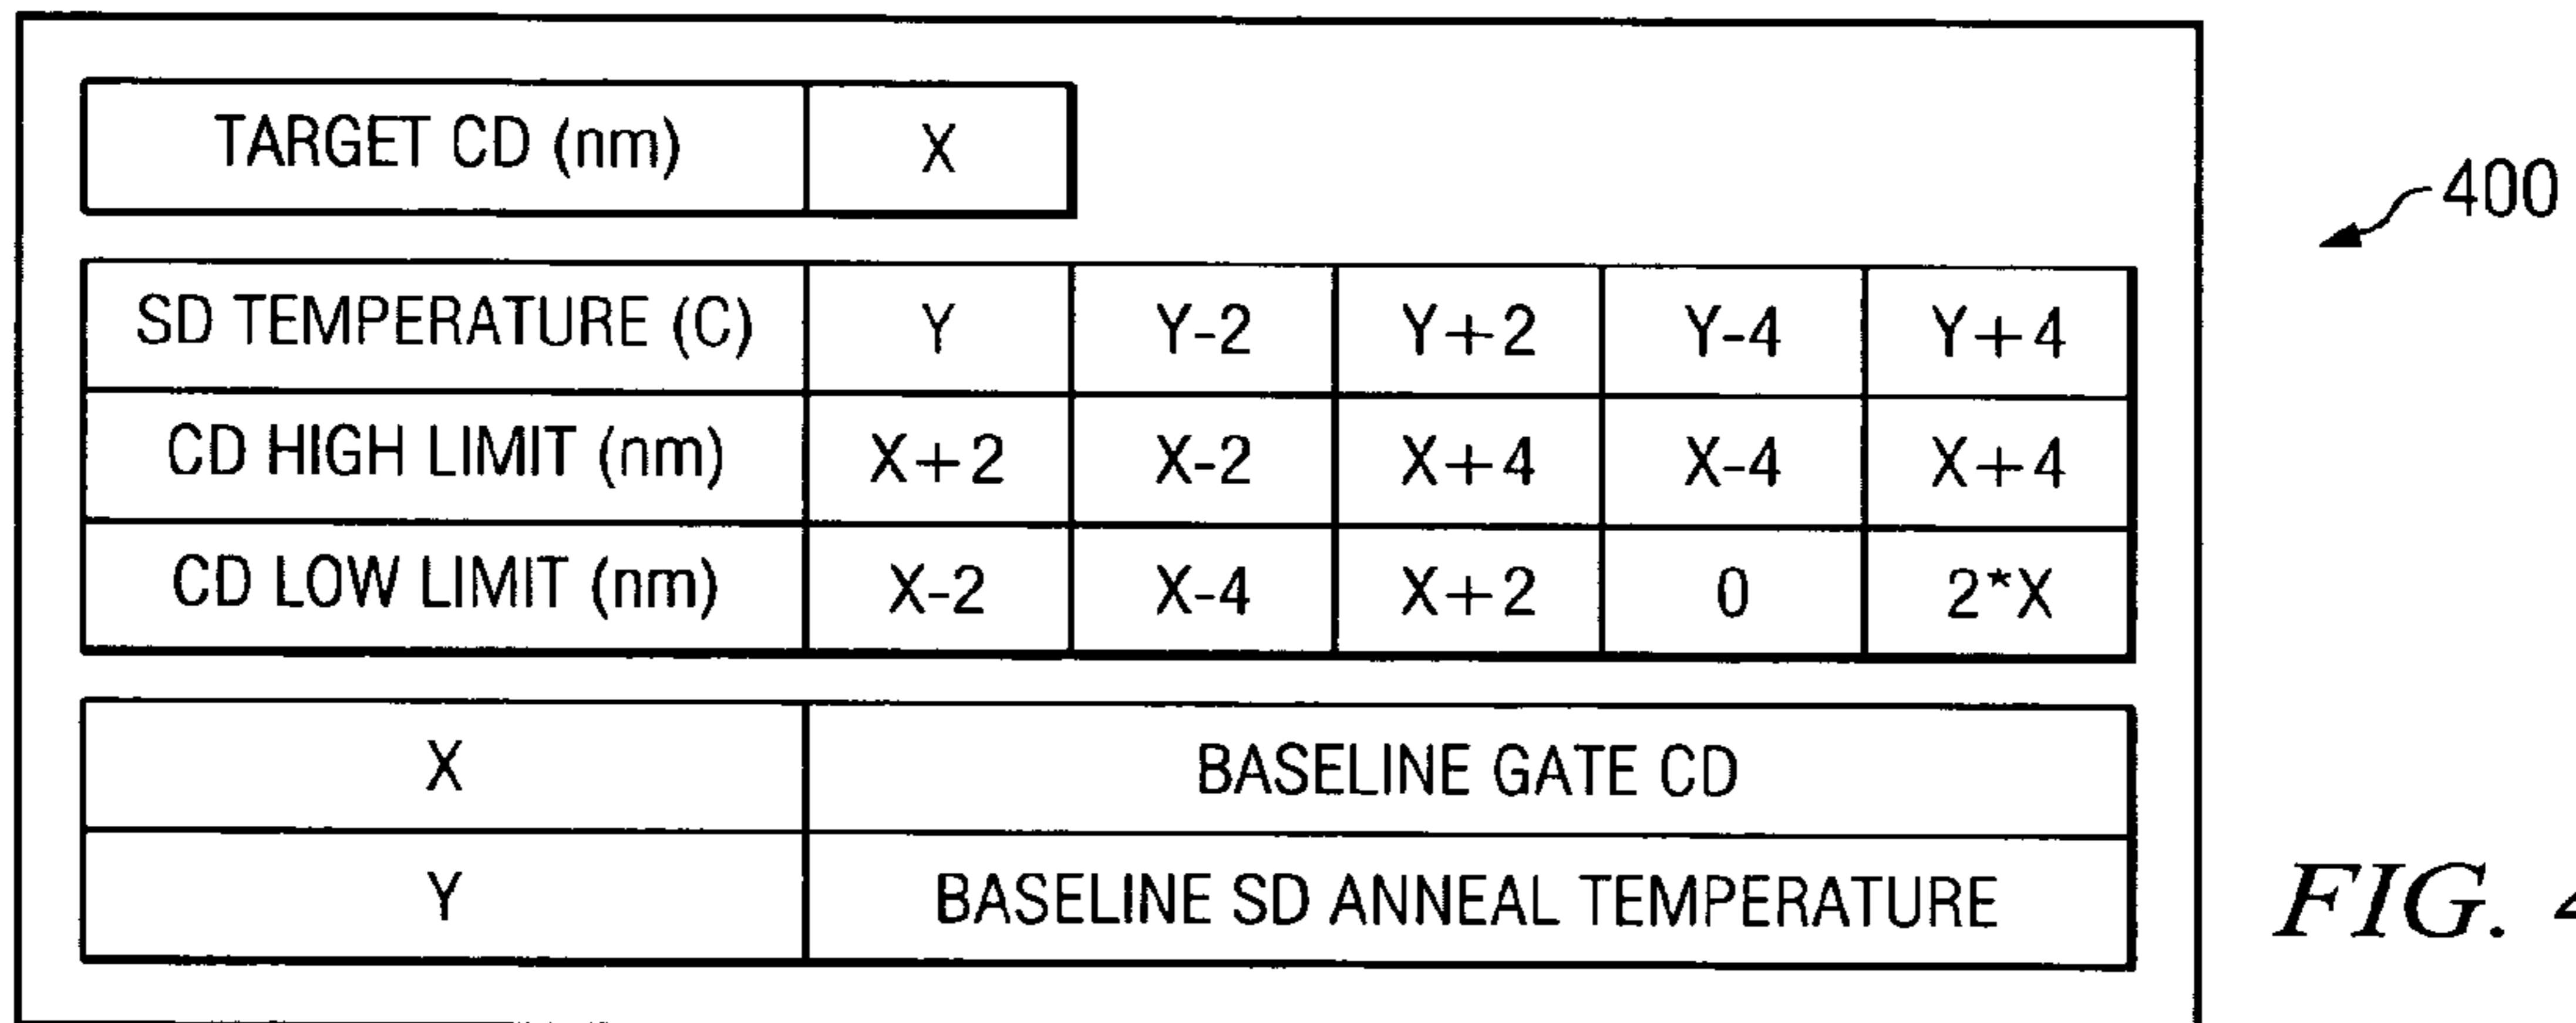 TARGET CD (nm) X
400
SD TEMPERATURE (C) Y Y-2 Y+2 Y-4 Y+4
CD HIGH LIMIT (nm) X+2 X-2 X+4 X-4 X+4
CD LOW LIMIT (nm) X-2 X-4 X+2 0 2*X
X BASELINE GATE CD
Y BASELINE SD ANNEAL TEMPERATURE
FIG. 4